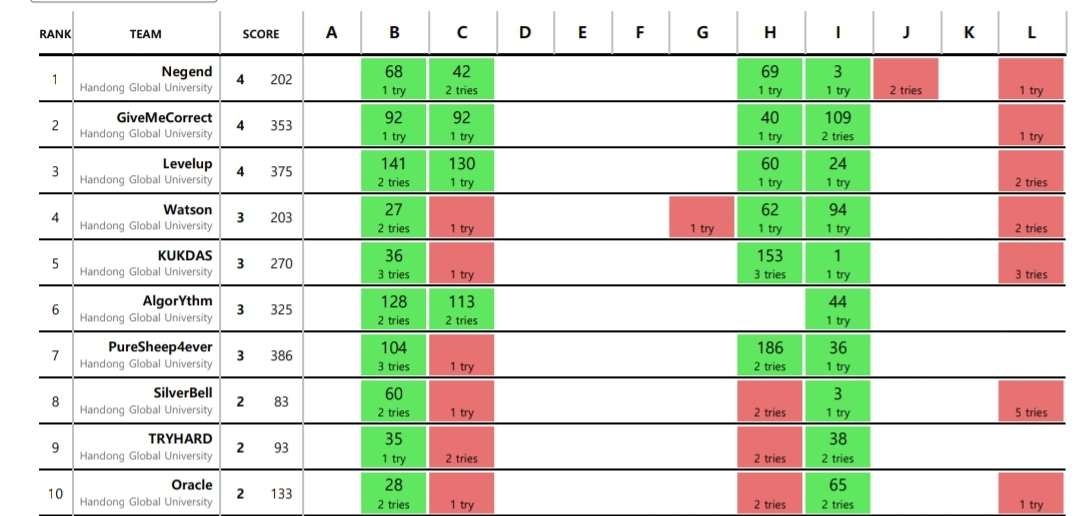 RANK TEAM SCORE A B C D E F G H I J K L
1 Negend 4 202 68 42 69 3
Handong Global University 1 try 2 tries 1 try 1 try 2 tries 1 try
2 GiveMeCorrect 4 353 92 92 40 109
Handong Global University 1 try 1 try 1 try 2 tries 1 try
3 Levelup 4 375 141 130 60 24
Handong Global University 2 tries 1 try 1 try 1 try 2 tries
4 Watson 3 203 27 62 94
Handong Global University 2 tries 1 try 1 try 1 try 1 try 2 tries
5 KUKDAS 3 270 36 153 1
Handong Global University 3 tries 1 try 3 tries 1 try 3 tries
6 AlgorYthm 3 325 128 113 44
Handong Global University 2 tries 2 tries 1 try
7 PureSheep4ever 3 386 104 186 36
Handong Global University 3 tries 1 try 2 tries 1 try
8 SilverBell 2 83 60 3
Handong Global University 2 tries 1 try 2 tries 1 try 5 tries
9 TRYHARD 2 93 35 38
Handong Global University 1 try 2 tries 2 tries 2 tries
10 Oracle 2 133 28 65
Handong Global University 2 tries 1 try 2 tries 2 tries 1 try